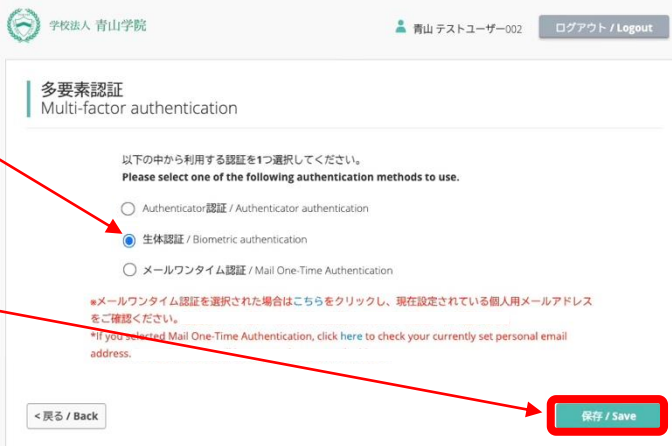 学校法人 青山学院
青山 テストユーザー002
ログアウト / Logout
多要素認証
Multi-factor authentication
以下の中から利用する認証を1つ選択してください。
Please select one of the following authentication methods to use.
Authenticator認証 / Authenticator authentication
生体認証 / Biometric authentication
メールワンタイム認証 / Mail One-Time Authentication
※メールワンタイム認証を選択された場合はこちらをクリックし、現在設定されている個人用メールアドレス
をご確認ください。
*If you selected Mail One-Time Authentication, click here to check your currently set personal email
address.
< 戻る / Back
保存 / Save